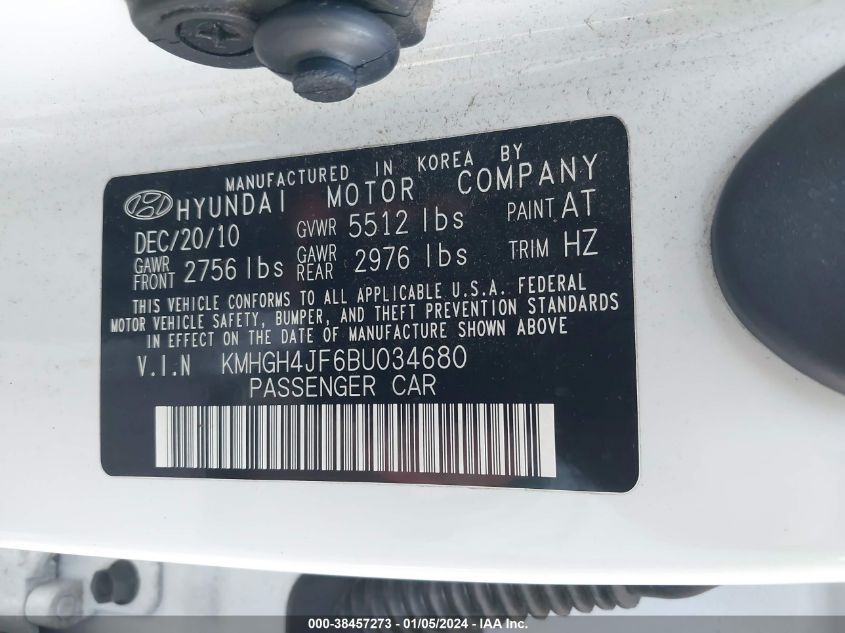 MANUFACTURED IN KOREA BY
HYUNDAI MOTOR COMPANY
DEC/20/10 GVWR 5512 lbs PAINT AT
GAWR FRONT 2756 lbs GAWR REAR 2976 lbs TRIM HZ
THIS VEHICLE CONFORMS TO ALL APPLICABLE U.S.A. FEDERAL
MOTOR VEHICLE SAFETY, BUMPER, AND THEFT PREVENTION STANDARDS
IN EFFECT ON THE DATE OF MANUFACTURE SHOWN ABOVE
V.I.N KMHGH4JF6BU034680
PASSENGER CAR
000-38457273 - 01/05/2024 - © IAA Inc.